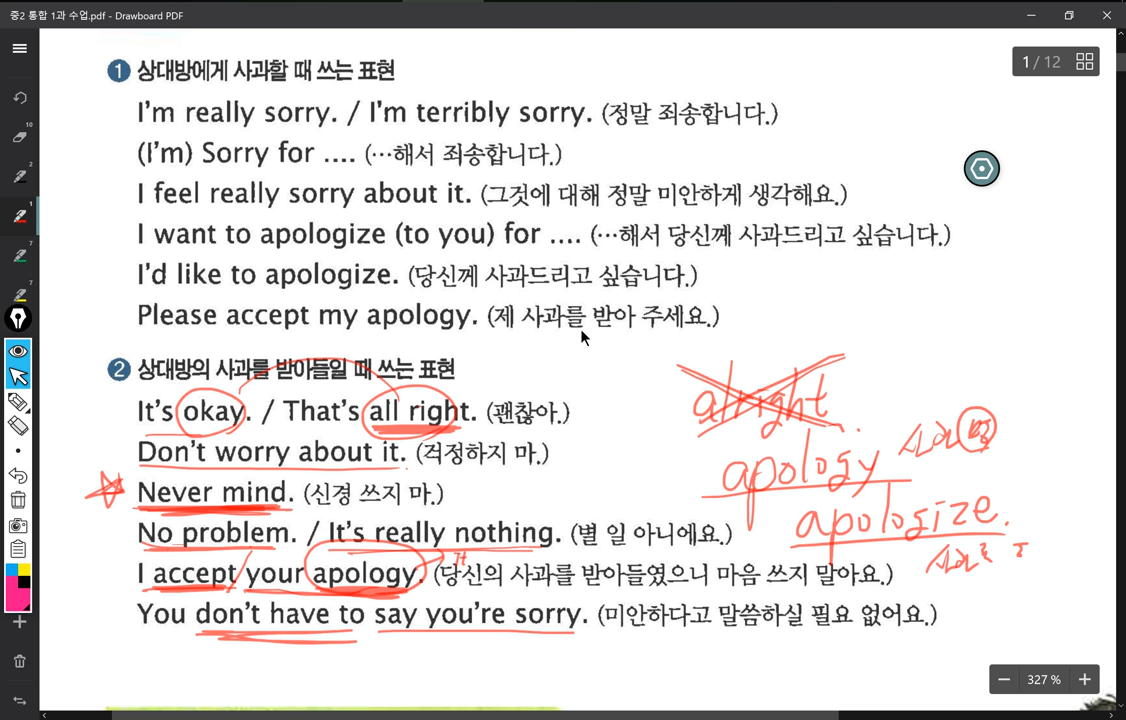 중2 통합 1과 수업.pdf - Drawboard PDF
1 / 12
1 상대방에게 사과할 때 쓰는 표현
I'm really sorry. / I'm terribly sorry. (정말 죄송합니다.)
(I'm) Sorry for .... (…해서 죄송합니다.)
I feel really sorry about it. (그것에 대해 정말 미안하게 생각해요.)
I want to apologize (to you) for .... (…해서 당신께 사과드리고 싶습니다.)
I'd like to apologize. (당신께 사과드리고 싶습니다.)
Please accept my apology. (제 사과를 받아 주세요.)
2 상대방의 사과를 받아들일 때 쓰는 표현
It's okay. / That's all right. (괜찮아.)
alright
Don't worry about it. (걱정하지 마.)
apology 사과 명
Never mind. (신경 쓰지 마.)
apologize.
No problem. / It's really nothing. (별 일 아니에요.)
I accept your apology. (당신의 사과를 받아들였으니 마음 쓰지 말아요.)
You don't have to say you're sorry. (미안하다고 말씀하실 필요 없어요.)
327 %
10
2
1
7
7